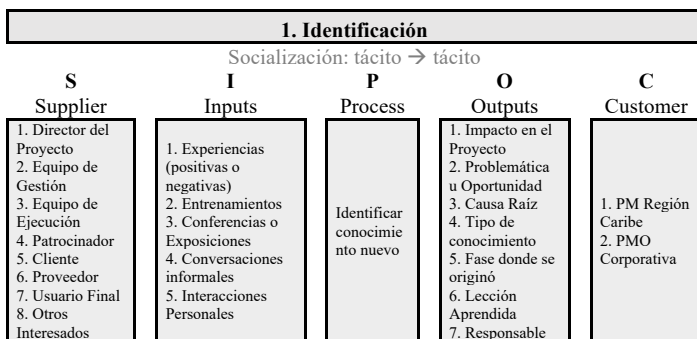 1. Identificación
Socialización: tácito → tácito
S
Supplier
1. Director del
Proyecto
2. Equipo de
Gestión
3. Equipo de
Ejecución
4. Patrocinador
5. Cliente
6. Proveedor
7. Usuario Final
8. Otros
Interesados
I
Inputs
1. Experiencias
(positivas o
negativas)
2. Entrenamientos
3. Conferencias o
Exposiciones
4. Conversaciones
informales
5. Interacciones
Personales
P
Process
Identificar
conocimie
nto nuevo
O
Outputs
1. Impacto en el
Proyecto
2. Problemática
u Oportunidad
3. Causa Raíz
4. Tipo de
conocimiento
5. Fase donde se
originó
6. Lección
Aprendida
7. Responsable
C
Customer
1. PM Región
Caribe
2. PMO
Corporativa